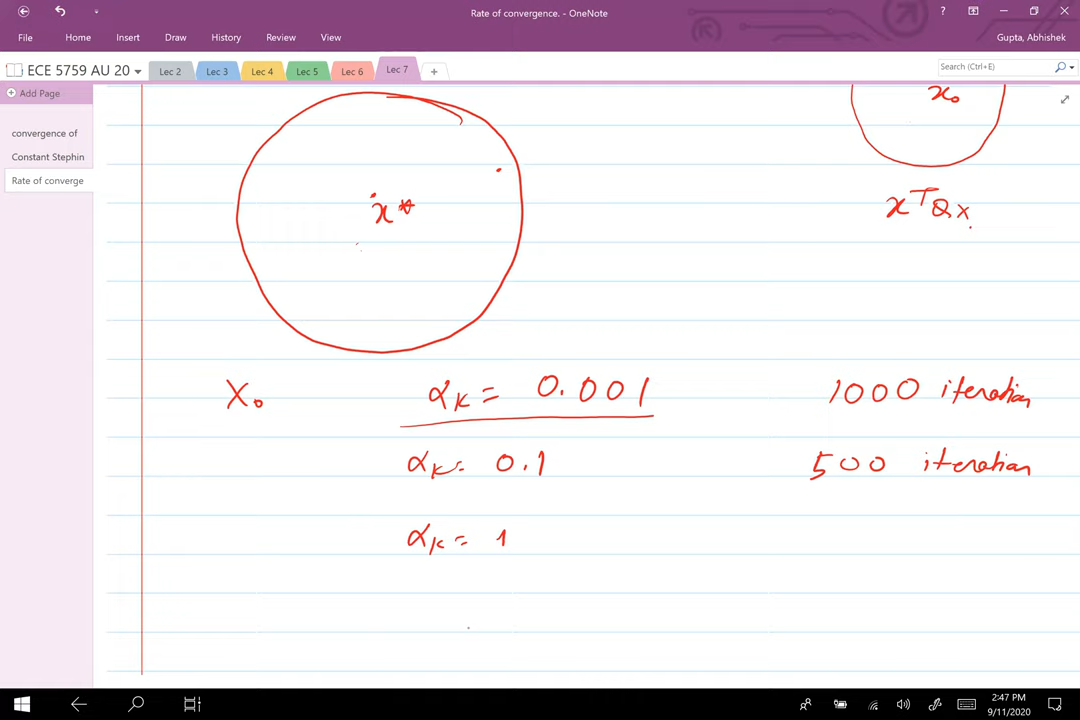 Rate of convergence. - OneNote
?
File
Home
Insert
Draw
History
Review
View
Gupta, Abhishek
ECE 5759 AU 20
Lec 2
Lec 3
Lec 4
Lec 5
Lec 6
Lec 7
+
Search (Ctrl+E)
Add Page
convergence of
Constant Stephin
Rate of converge
x₀
x*
xᵀQx
X₀
αₖ = 0.001
1000 iteration
αₖ = 0.1
500 iteration
αₖ = 1
2:47 PM
9/11/2020